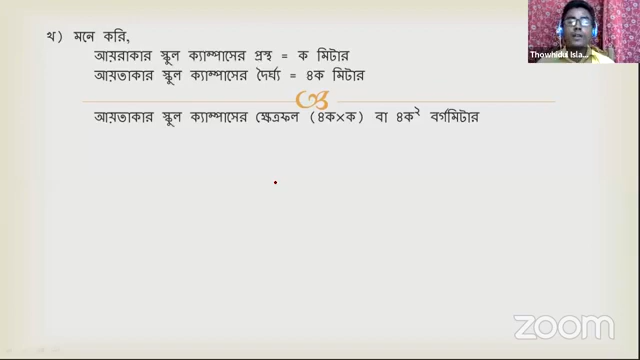 খ) মনে করি,
আয়রাকার স্কুল ক্যাম্পাসের প্রস্থ = ক মিটার
আয়তাকার স্কুল ক্যাম্পাসের দৈর্ঘ্য = ৪ক মিটার
আয়তাকার স্কুল ক্যাম্পাসের ক্ষেত্রফল (৪ক×ক) বা ৪ক² বর্গমিটার
Thowhidul Isla...
zoom